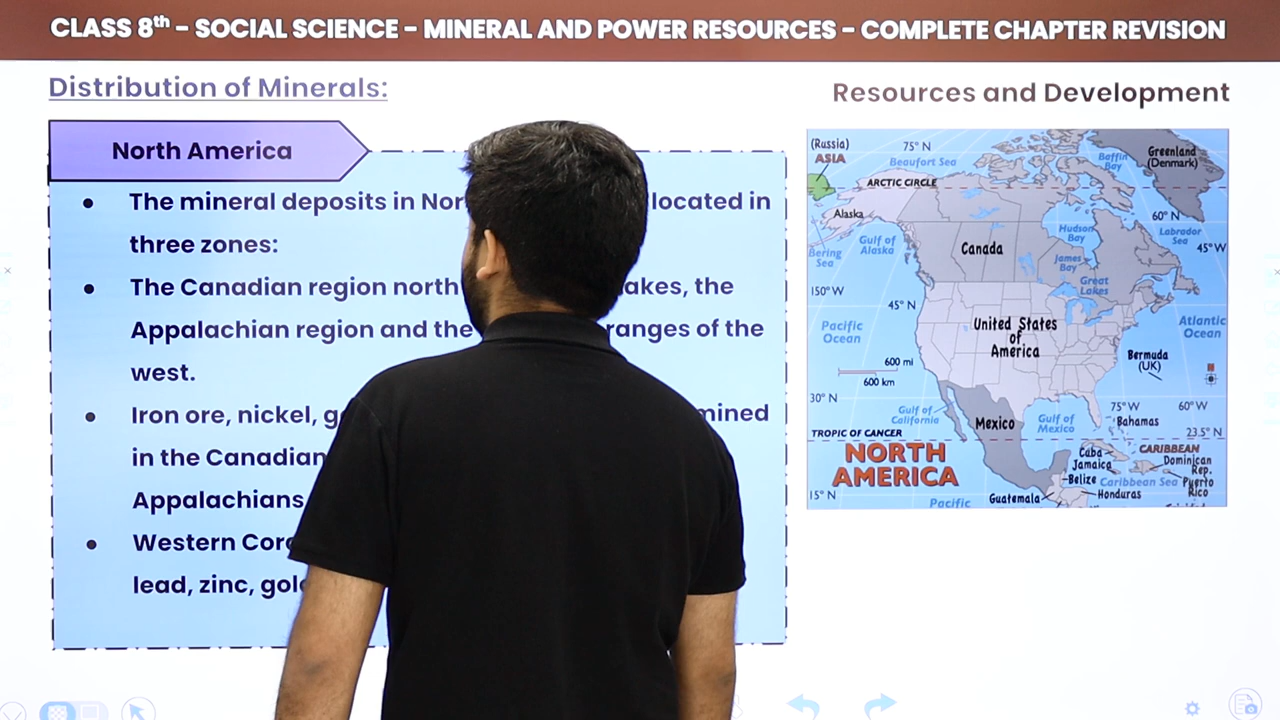 CLASS 8th – SOCIAL SCIENCE – MINERAL AND POWER RESOURCES – COMPLETE CHAPTER REVISION
Distribution of Minerals:
Resources and Development
North America
• The mineral deposits in located in
three zones:
• The Canadian region north the
Appalachian region and the ranges of the
west.
• Iron ore, nickel, mined
in the Canadian
Appalachians
• Western
lead, zinc,
(Russia)
ASIA
75° N
Beaufort Sea
Baffin
Bay
Greenland
(Denmark)
ARCTIC CIRCLE
Alaska
60° N
Bering
Sea
Gulf of
Alaska
Canada
Hudson
Bay
James
Bay
Great
Lakes
Labrador
Sea
45° W
150° W
45° N
Pacific
Ocean
United States
of
America
Atlantic
Ocean
600 mi
600 km
Bermuda
(UK)
30° N
Gulf of
California
Mexico
Gulf of
Mexico
75° W
60° W
Bahamas
TROPIC OF CANCER
23.5° N
NORTH
AMERICA
Cuba
Jamaica
Belize
CARIBBEAN
Dominican
Rep.
Caribbean Sea
Puerto
Rico
15° N
Pacific
Guatemala
Honduras